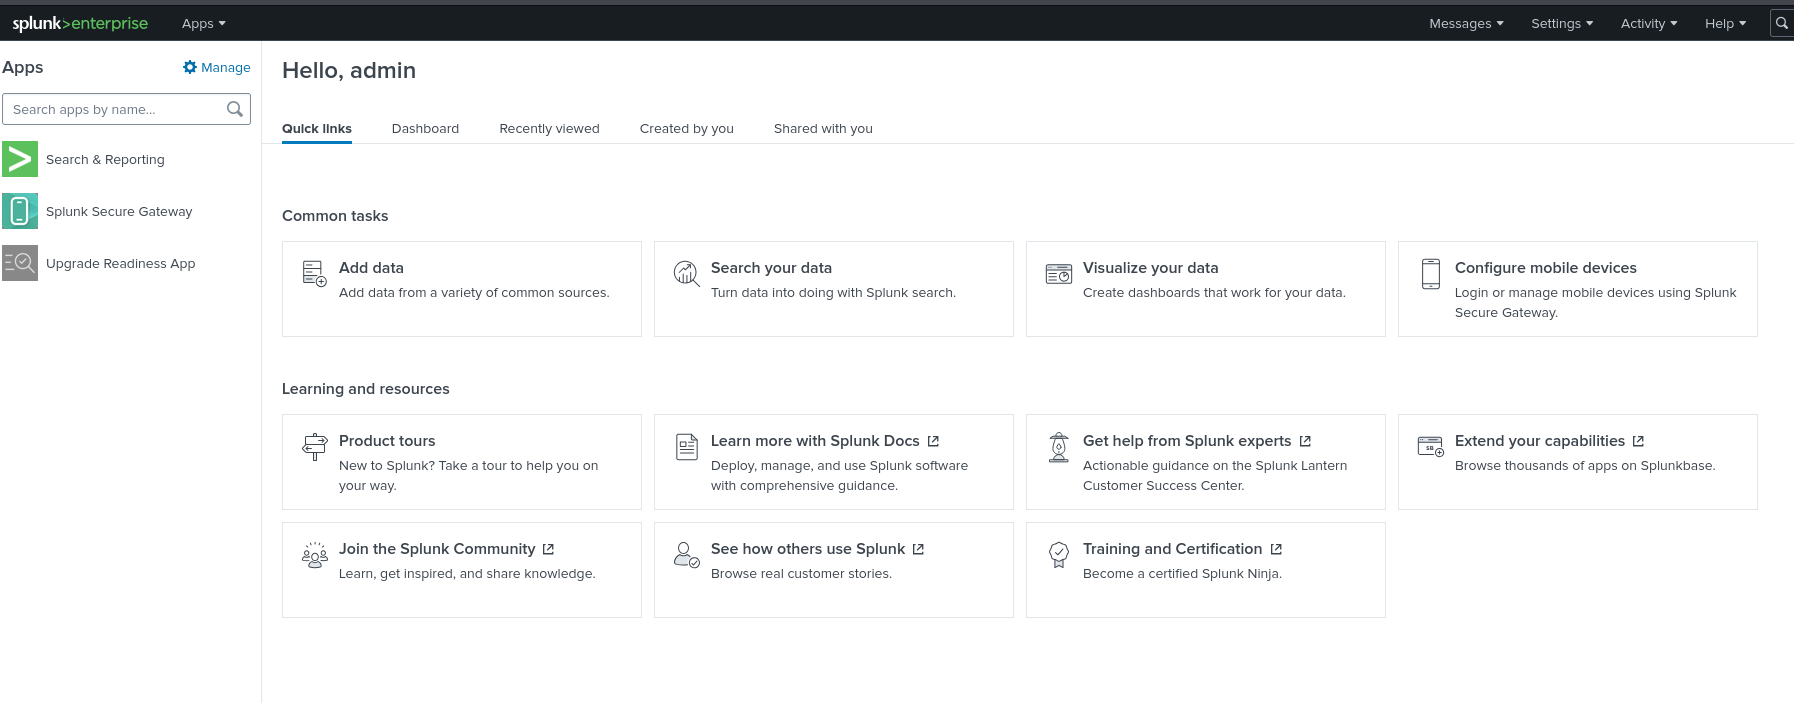 splunk>enterprise Apps Messages Settings Activity Help
Apps Manage
Search apps by name...
Search & Reporting
Splunk Secure Gateway
Upgrade Readiness App
Hello, admin
Quick links Dashboard Recently viewed Created by you Shared with you
Common tasks
Add data
Add data from a variety of common sources.
Search your data
Turn data into doing with Splunk search.
Visualize your data
Create dashboards that work for your data.
Configure mobile devices
Login or manage mobile devices using Splunk
Secure Gateway.
Learning and resources
Product tours
New to Splunk? Take a tour to help you on
your way.
Learn more with Splunk Docs
Deploy, manage, and use Splunk software
with comprehensive guidance.
Get help from Splunk experts
Actionable guidance on the Splunk Lantern
Customer Success Center.
SB
Extend your capabilities
Browse thousands of apps on Splunkbase.
Join the Splunk Community
Learn, get inspired, and share knowledge.
See how others use Splunk
Browse real customer stories.
Training and Certification
Become a certified Splunk Ninja.